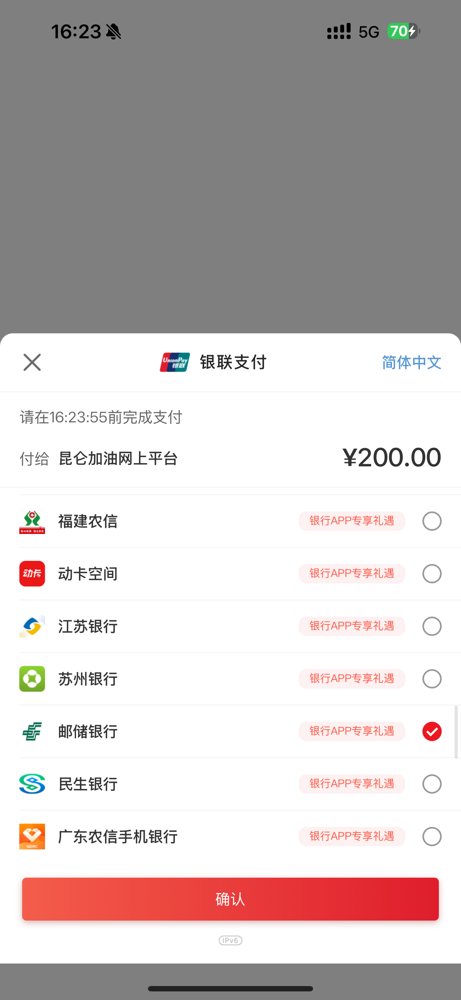 16:23
5G 70
UnionPay 银联 银联支付 简体中文
请在16:23:55前完成支付
付给 昆仑加油网上平台 ¥200.00
福建农信 银行APP专享礼遇
动卡 动卡空间 银行APP专享礼遇
江苏银行 银行APP专享礼遇
苏州银行 银行APP专享礼遇
邮储银行 银行APP专享礼遇
民生银行 银行APP专享礼遇
GDRC 广东农信手机银行 银行APP专享礼遇
确认
IPv6